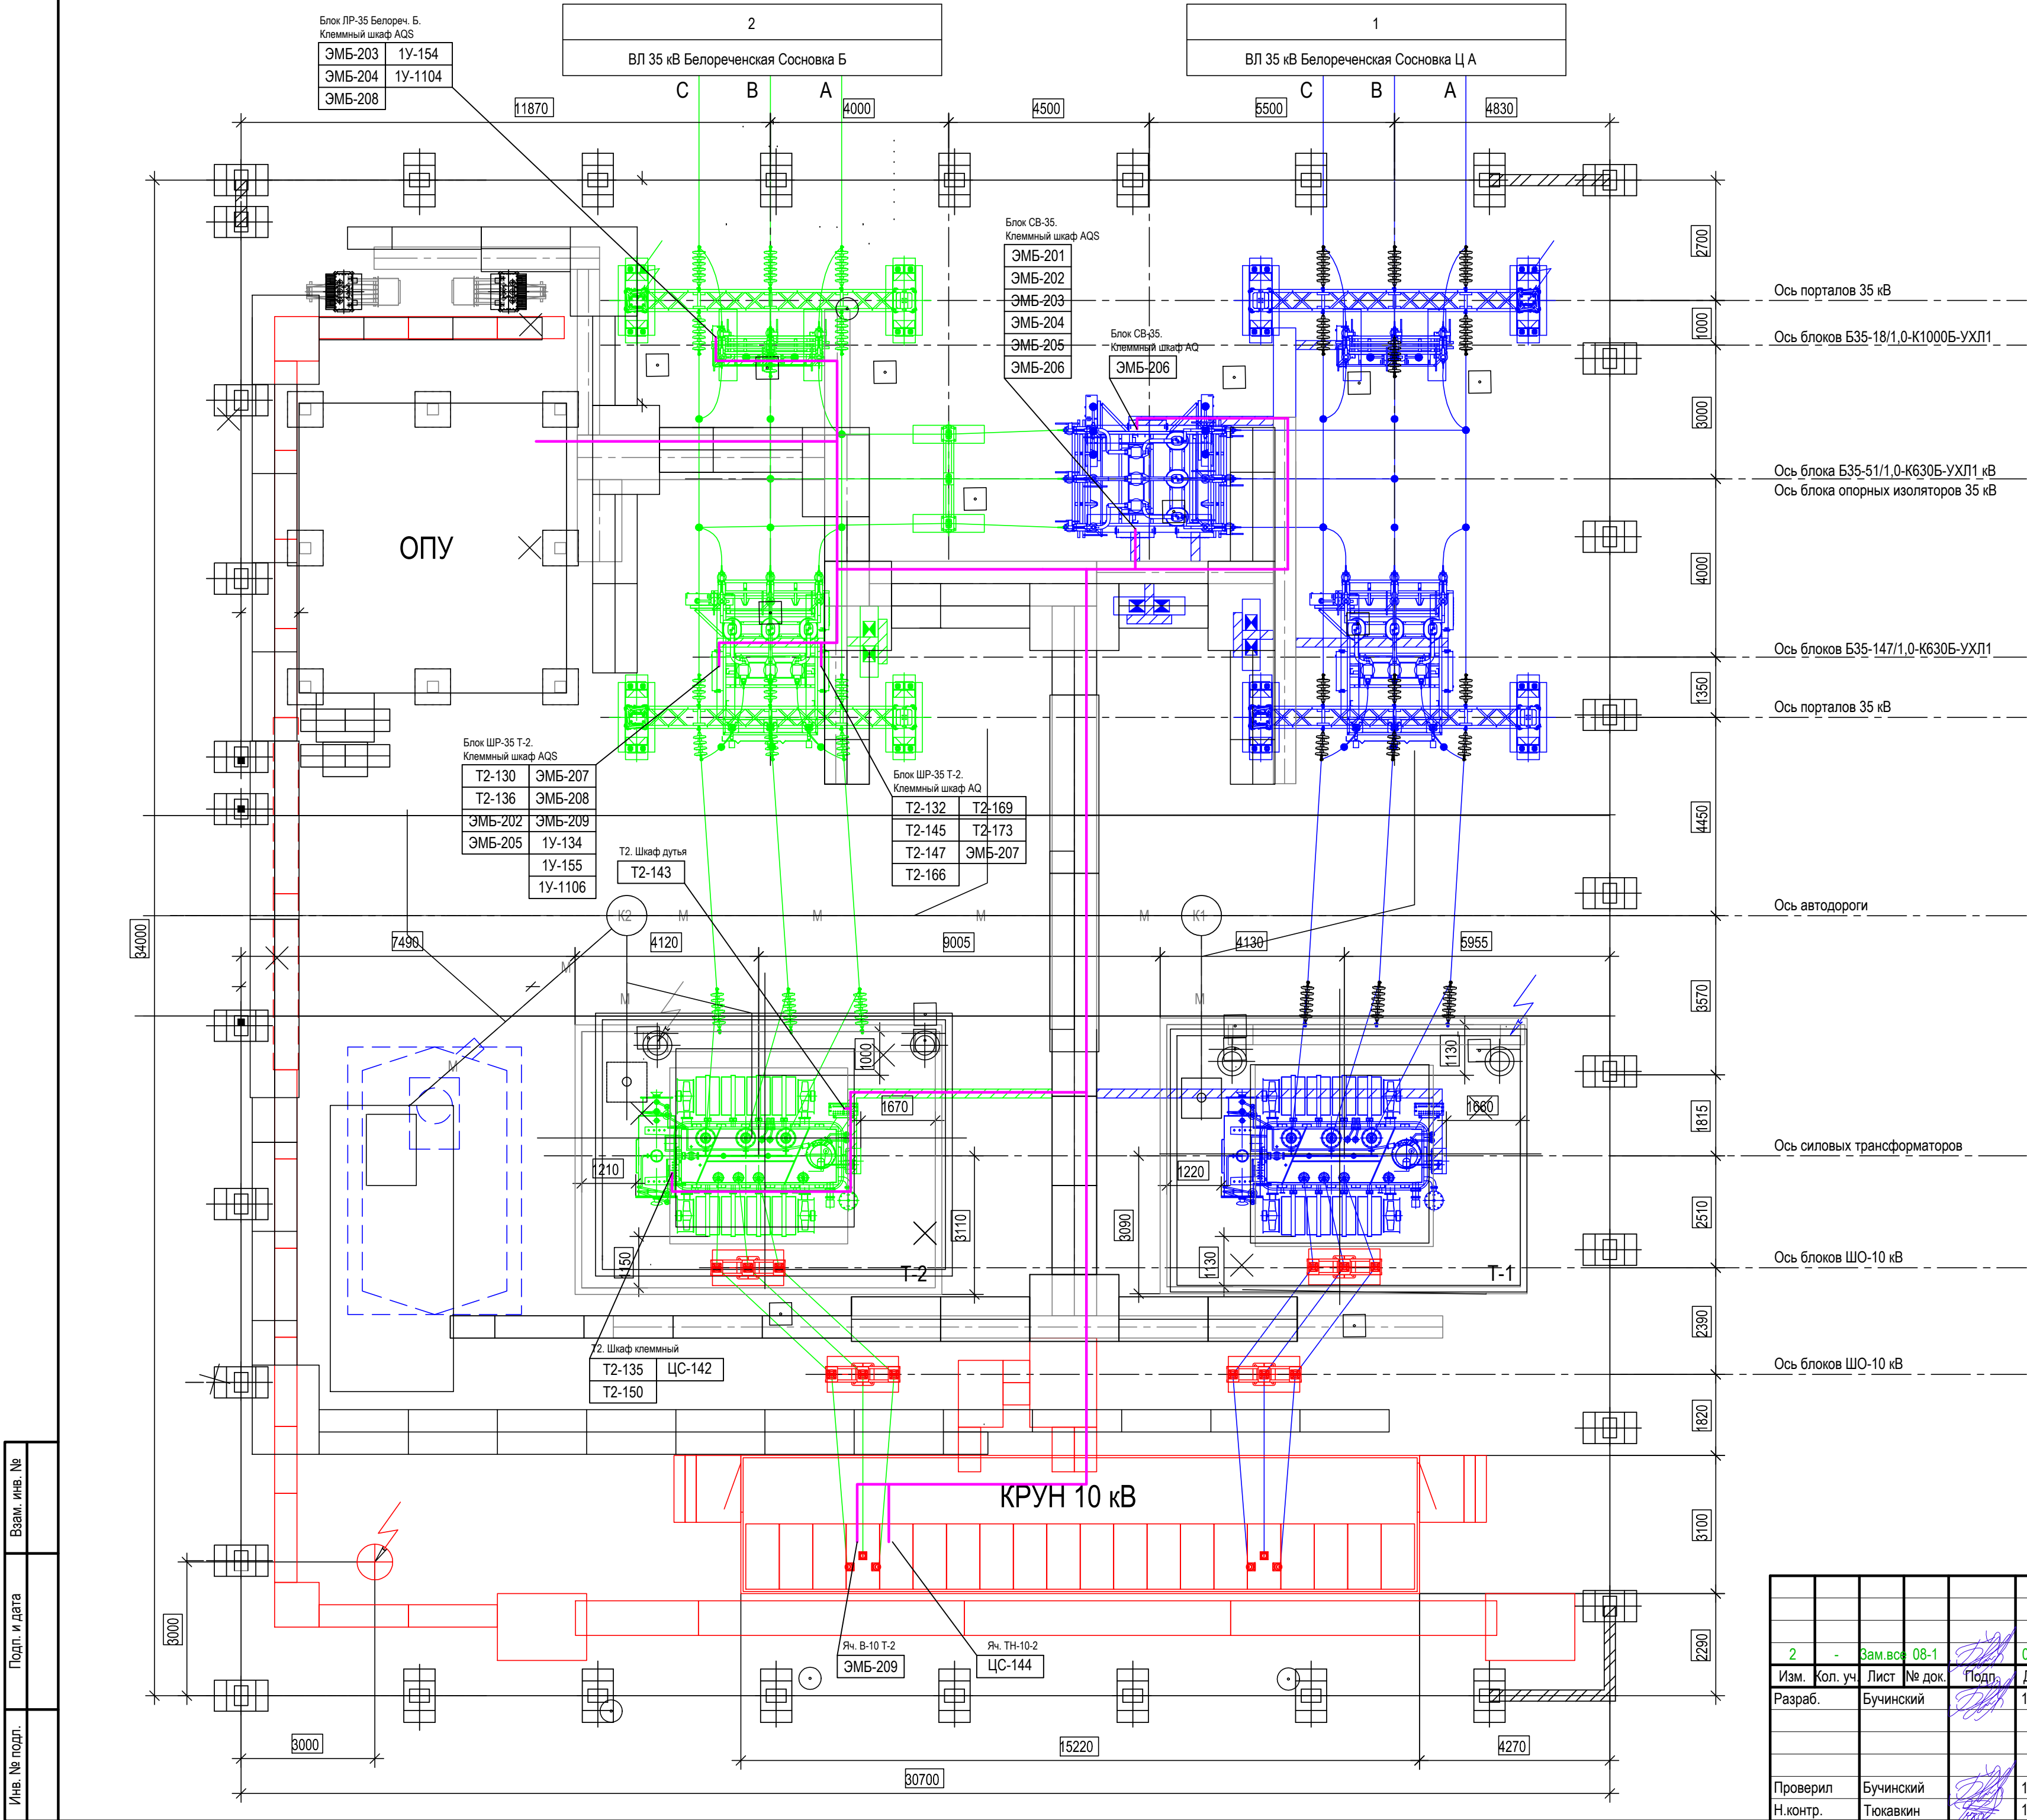 Блок ЛР-35 Белореч. Б.
Клеммный шкаф AQS
ЭМБ-203 1У-154
ЭМБ-204 1У-1104
ЭМБ-208
2
ВЛ 35 кВ Белореченская Сосновка Б
C B A
1
ВЛ 35 кВ Белореченская Сосновка Ц А
C B A
11870 4000 4500 5500 4830
Блок СВ-35.
Клеммный шкаф AQS
ЭМБ-201
ЭМБ-202
ЭМБ-203
ЭМБ-204
ЭМБ-205
ЭМБ-206
Блок СВ-35.
Клеммный шкаф AQ
ЭМБ-206
2700
Ось порталов 35 кВ
1000
Ось блоков Б35-18/1,0-К1000Б-УХЛ1
3000
Ось блока Б35-51/1,0-К630Б-УХЛ1 кВ
Ось блока опорных изоляторов 35 кВ
ОПУ
4000
Ось блоков Б35-147/1,0-К630Б-УХЛ1
1350
Ось порталов 35 кВ
Блок ШР-35 Т-2.
Клеммный шкаф AQS
Т2-130 ЭМБ-207
Т2-136 ЭМБ-208
ЭМБ-202 ЭМБ-209
ЭМБ-205 1У-134
1У-155
1У-1106
Блок ШР-35 Т-2.
Клеммный шкаф AQ
Т2-132 Т2-169
Т2-145 Т2-173
Т2-147 ЭМБ-207
Т2-166
4450
Т2. Шкаф дутья
Т2-143
К2 М М М М К1
Ось автодороги
34000
7490 4120 9005 4130 5955
М
М М
3570
М
1000 1130
1670 1660
1815
Ось силовых трансформаторов
1210 1220
3110 3090
2510
1150 1130
Т-2 Т-1
Ось блоков ШО-10 кВ
2390
Т2. Шкаф клеммный
Т2-135 ЦС-142
Т2-150
Ось блоков ШО-10 кВ
1820
КРУН 10 кВ
3100
3000
Яч. В-10 Т-2
ЭМБ-209
Яч. ТН-10-2
ЦС-144
2290
3000 15220 4270
30700
Взам. инв. №
Подп. и дата
Инв. № подл.
2 - Зам.все 08-1
Изм. Кол. уч. Лист № док. Подп.
Разраб. Бучинский
Проверил Бучинский
Н.контр. Тюкавкин